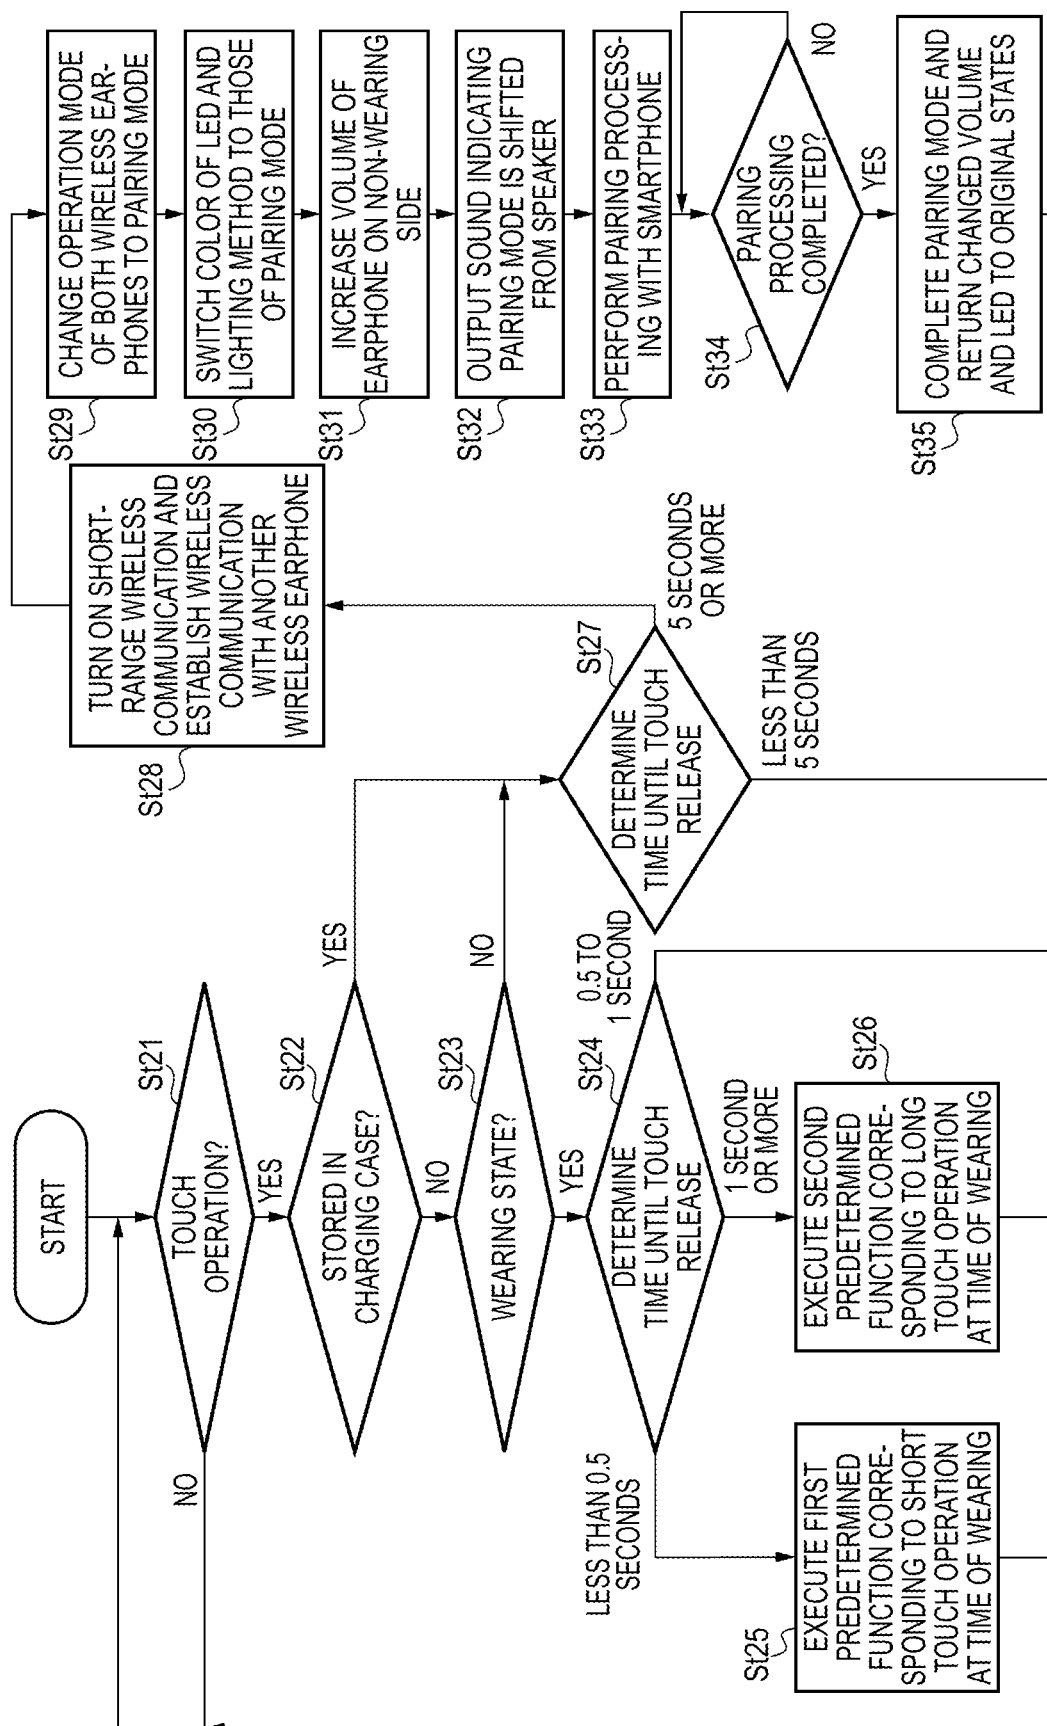 START
St21
TOUCH
OPERATION?
NO
YES
St22
STORED IN
CHARGING CASE?
YES
NO
St23
WEARING STATE?
NO
YES
St24
DETERMINE
TIME UNTIL TOUCH
RELEASE
LESS THAN 0.5
SECONDS
0.5 TO
1 SECOND
1 SECOND
OR MORE
St25
EXECUTE FIRST
PREDETERMINED
FUNCTION CORRE-
SPONDING TO SHORT
TOUCH OPERATION
AT TIME OF WEARING
St26
EXECUTE SECOND
PREDETERMINED
FUNCTION CORRE-
SPONDING TO LONG
TOUCH OPERATION
AT TIME OF WEARING
St27
DETERMINE
TIME UNTIL TOUCH
RELEASE
5 SECONDS
OR MORE
LESS THAN
5 SECONDS
St28
TURN ON SHORT-
RANGE WIRELESS
COMMUNICATION AND
ESTABLISH WIRELESS
COMMUNICATION
WITH ANOTHER
WIRELESS EARPHONE
St29
CHANGE OPERATION MODE
OF BOTH WIRELESS EAR-
PHONES TO PAIRING MODE
St30
SWITCH COLOR OF LED AND
LIGHTING METHOD TO THOSE
OF PAIRING MODE
St31
INCREASE VOLUME OF
EARPHONE ON NON-WEARING
SIDE
St32
OUTPUT SOUND INDICATING
PAIRING MODE IS SHIFTED
FROM SPEAKER
St33
PERFORM PAIRING PROCESS-
ING WITH SMARTPHONE
St34
PAIRING
PROCESSING
COMPLETED?
NO
YES
St35
COMPLETE PAIRING MODE AND
RETURN CHANGED VOLUME
AND LED TO ORIGINAL STATES